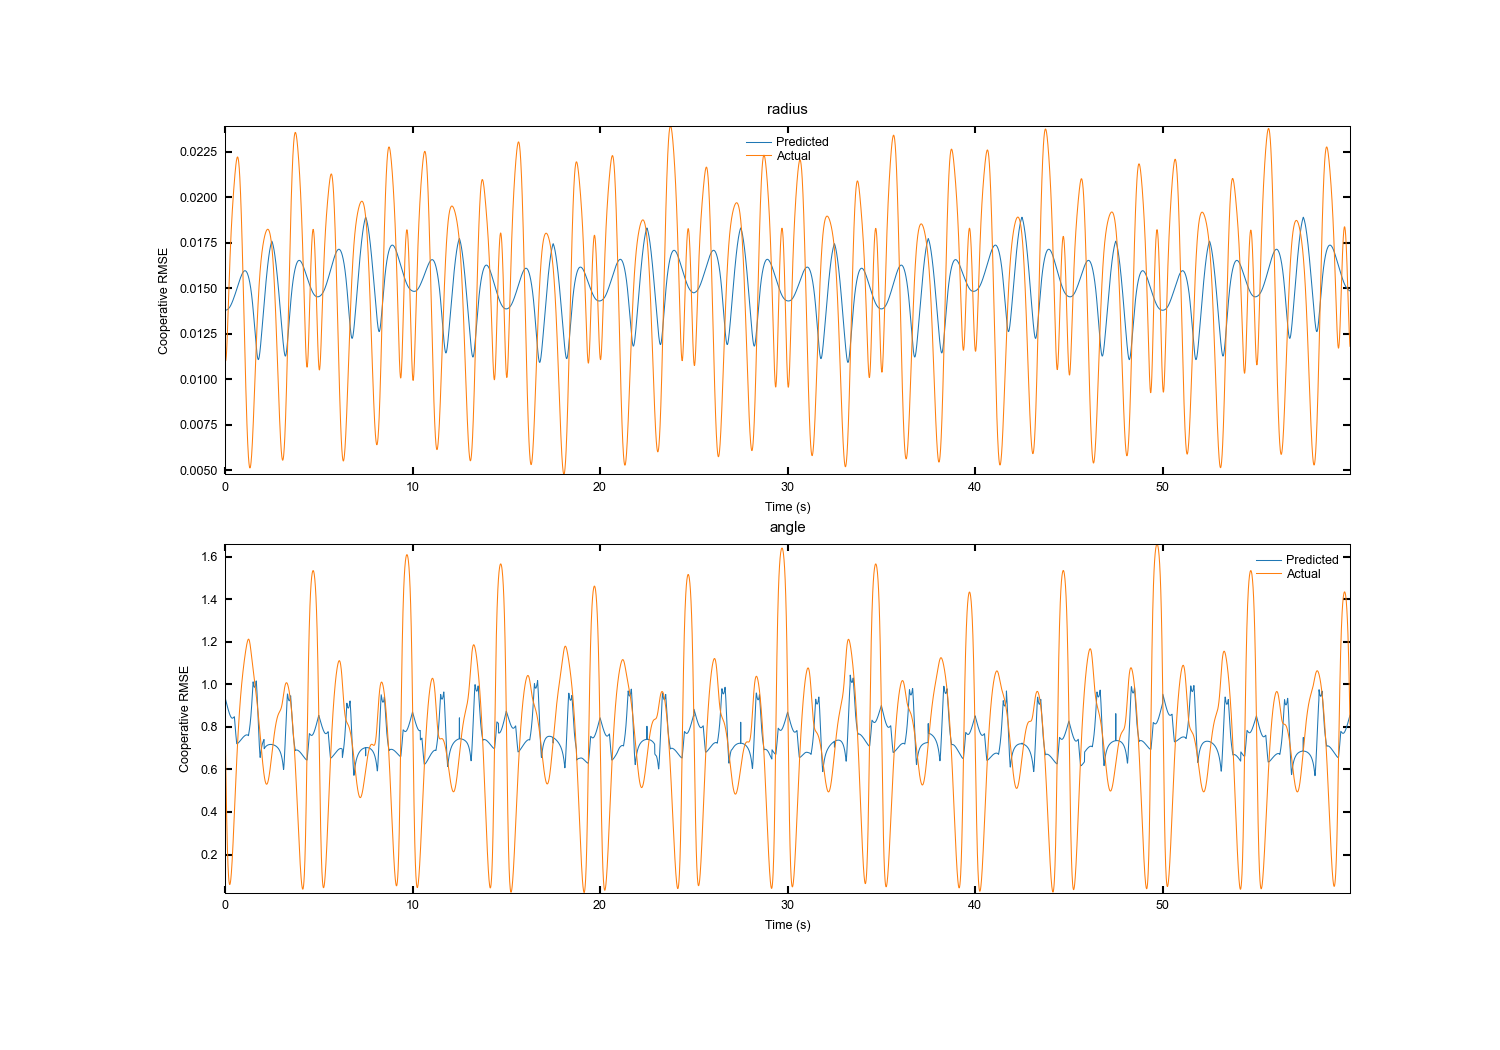 radius
Predicted
Actual
0.0225
0.0200
0.0175
0.0150
0.0125
0.0100
0.0075
0.0050
Cooperative RMSE
0 10 20 30 40 50
Time (s)
angle
Predicted
Actual
1.6
1.4
1.2
1.0
0.8
0.6
0.4
0.2
Cooperative RMSE
0 10 20 30 40 50
Time (s)